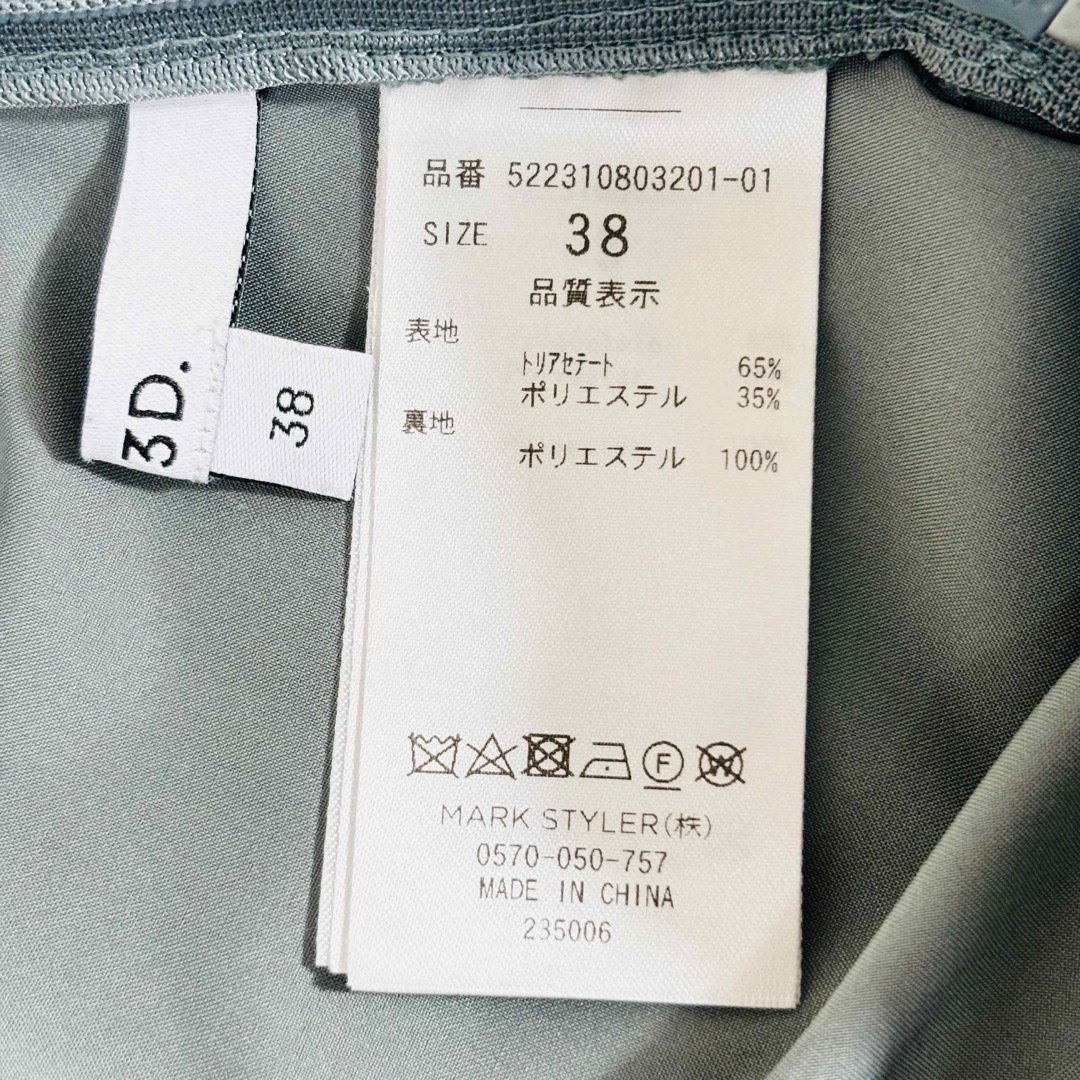 品番 522310803201-01
SIZE 38
品質表示
表地
ﾄﾘｱｾﾃｰﾄ 65%
ポリエステル 35%
裏地
ポリエステル 100%
F
W
MARK STYLER(株)
0570-050-757
MADE IN CHINA
235006
3D.
38